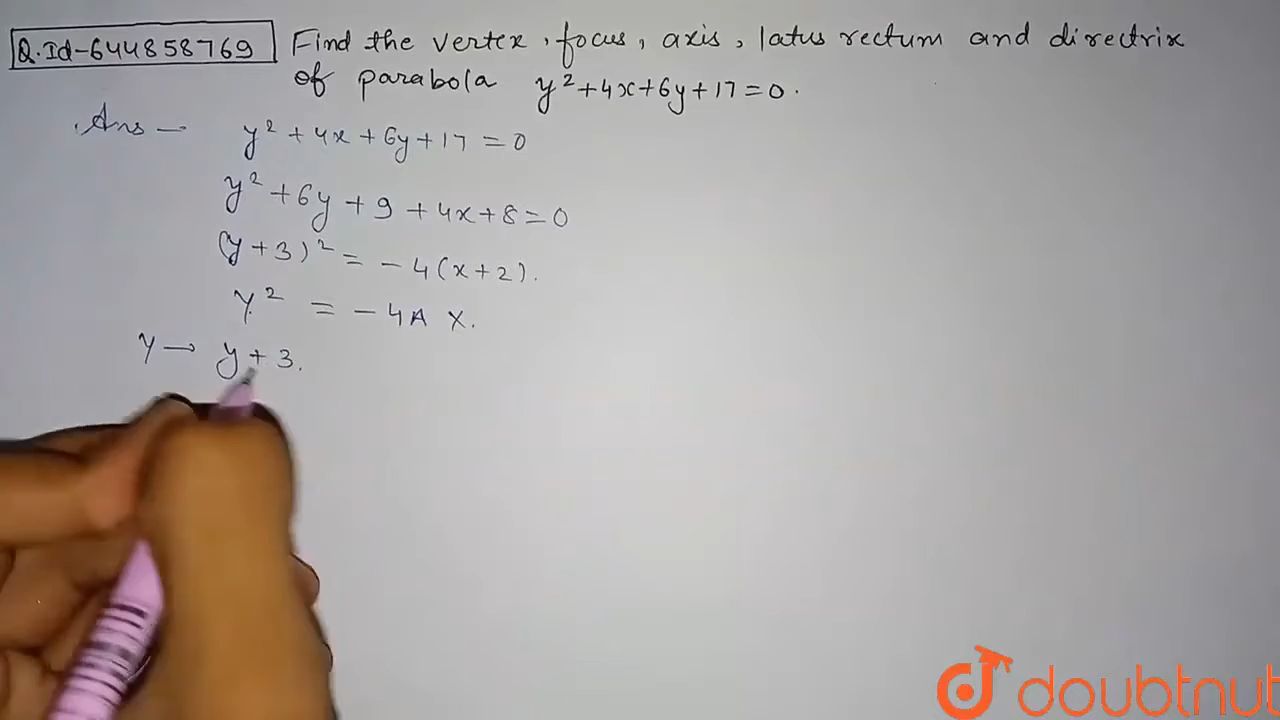 Q.Id-644858769 Find the vertex, focus, axis, latus rectum and directrix
of parabola y²+4x+6y+17=0.
Ans – y² + 4x + 6y + 17 = 0
y² + 6y + 9 + 4x + 8 = 0
(y + 3)² = - 4(x + 2).
Y² = - 4A X.
Y → y + 3.
doubtnut